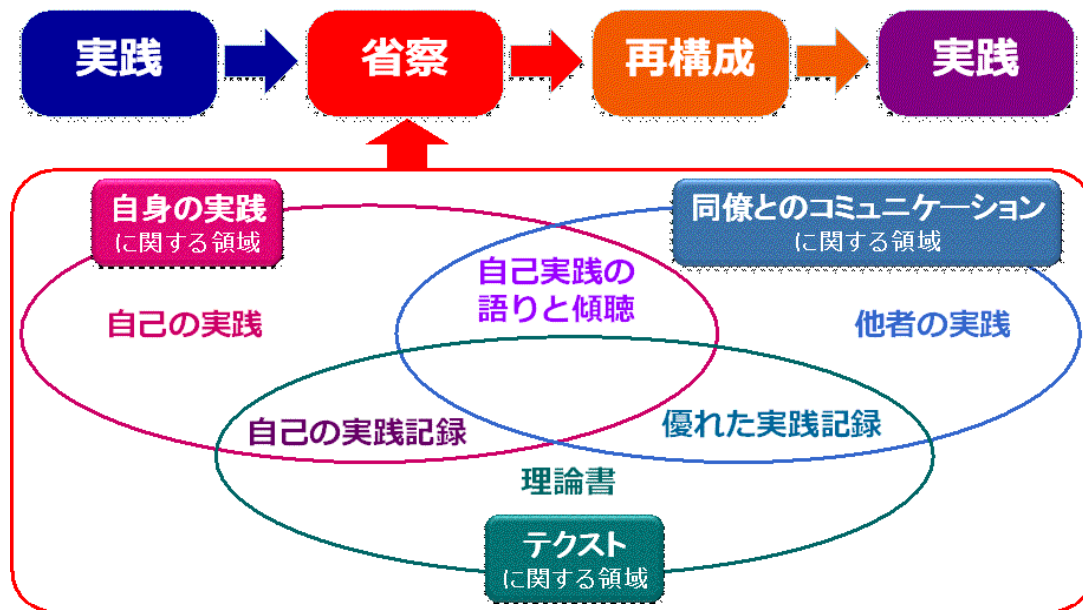 実践
省察
再構成
実践
自身の実践
に関する領域
同僚とのコミュニケーション
に関する領域
自己実践の
語りと傾聴
自己の実践
他者の実践
自己の実践記録
優れた実践記録
理論書
テクスト
に関する領域